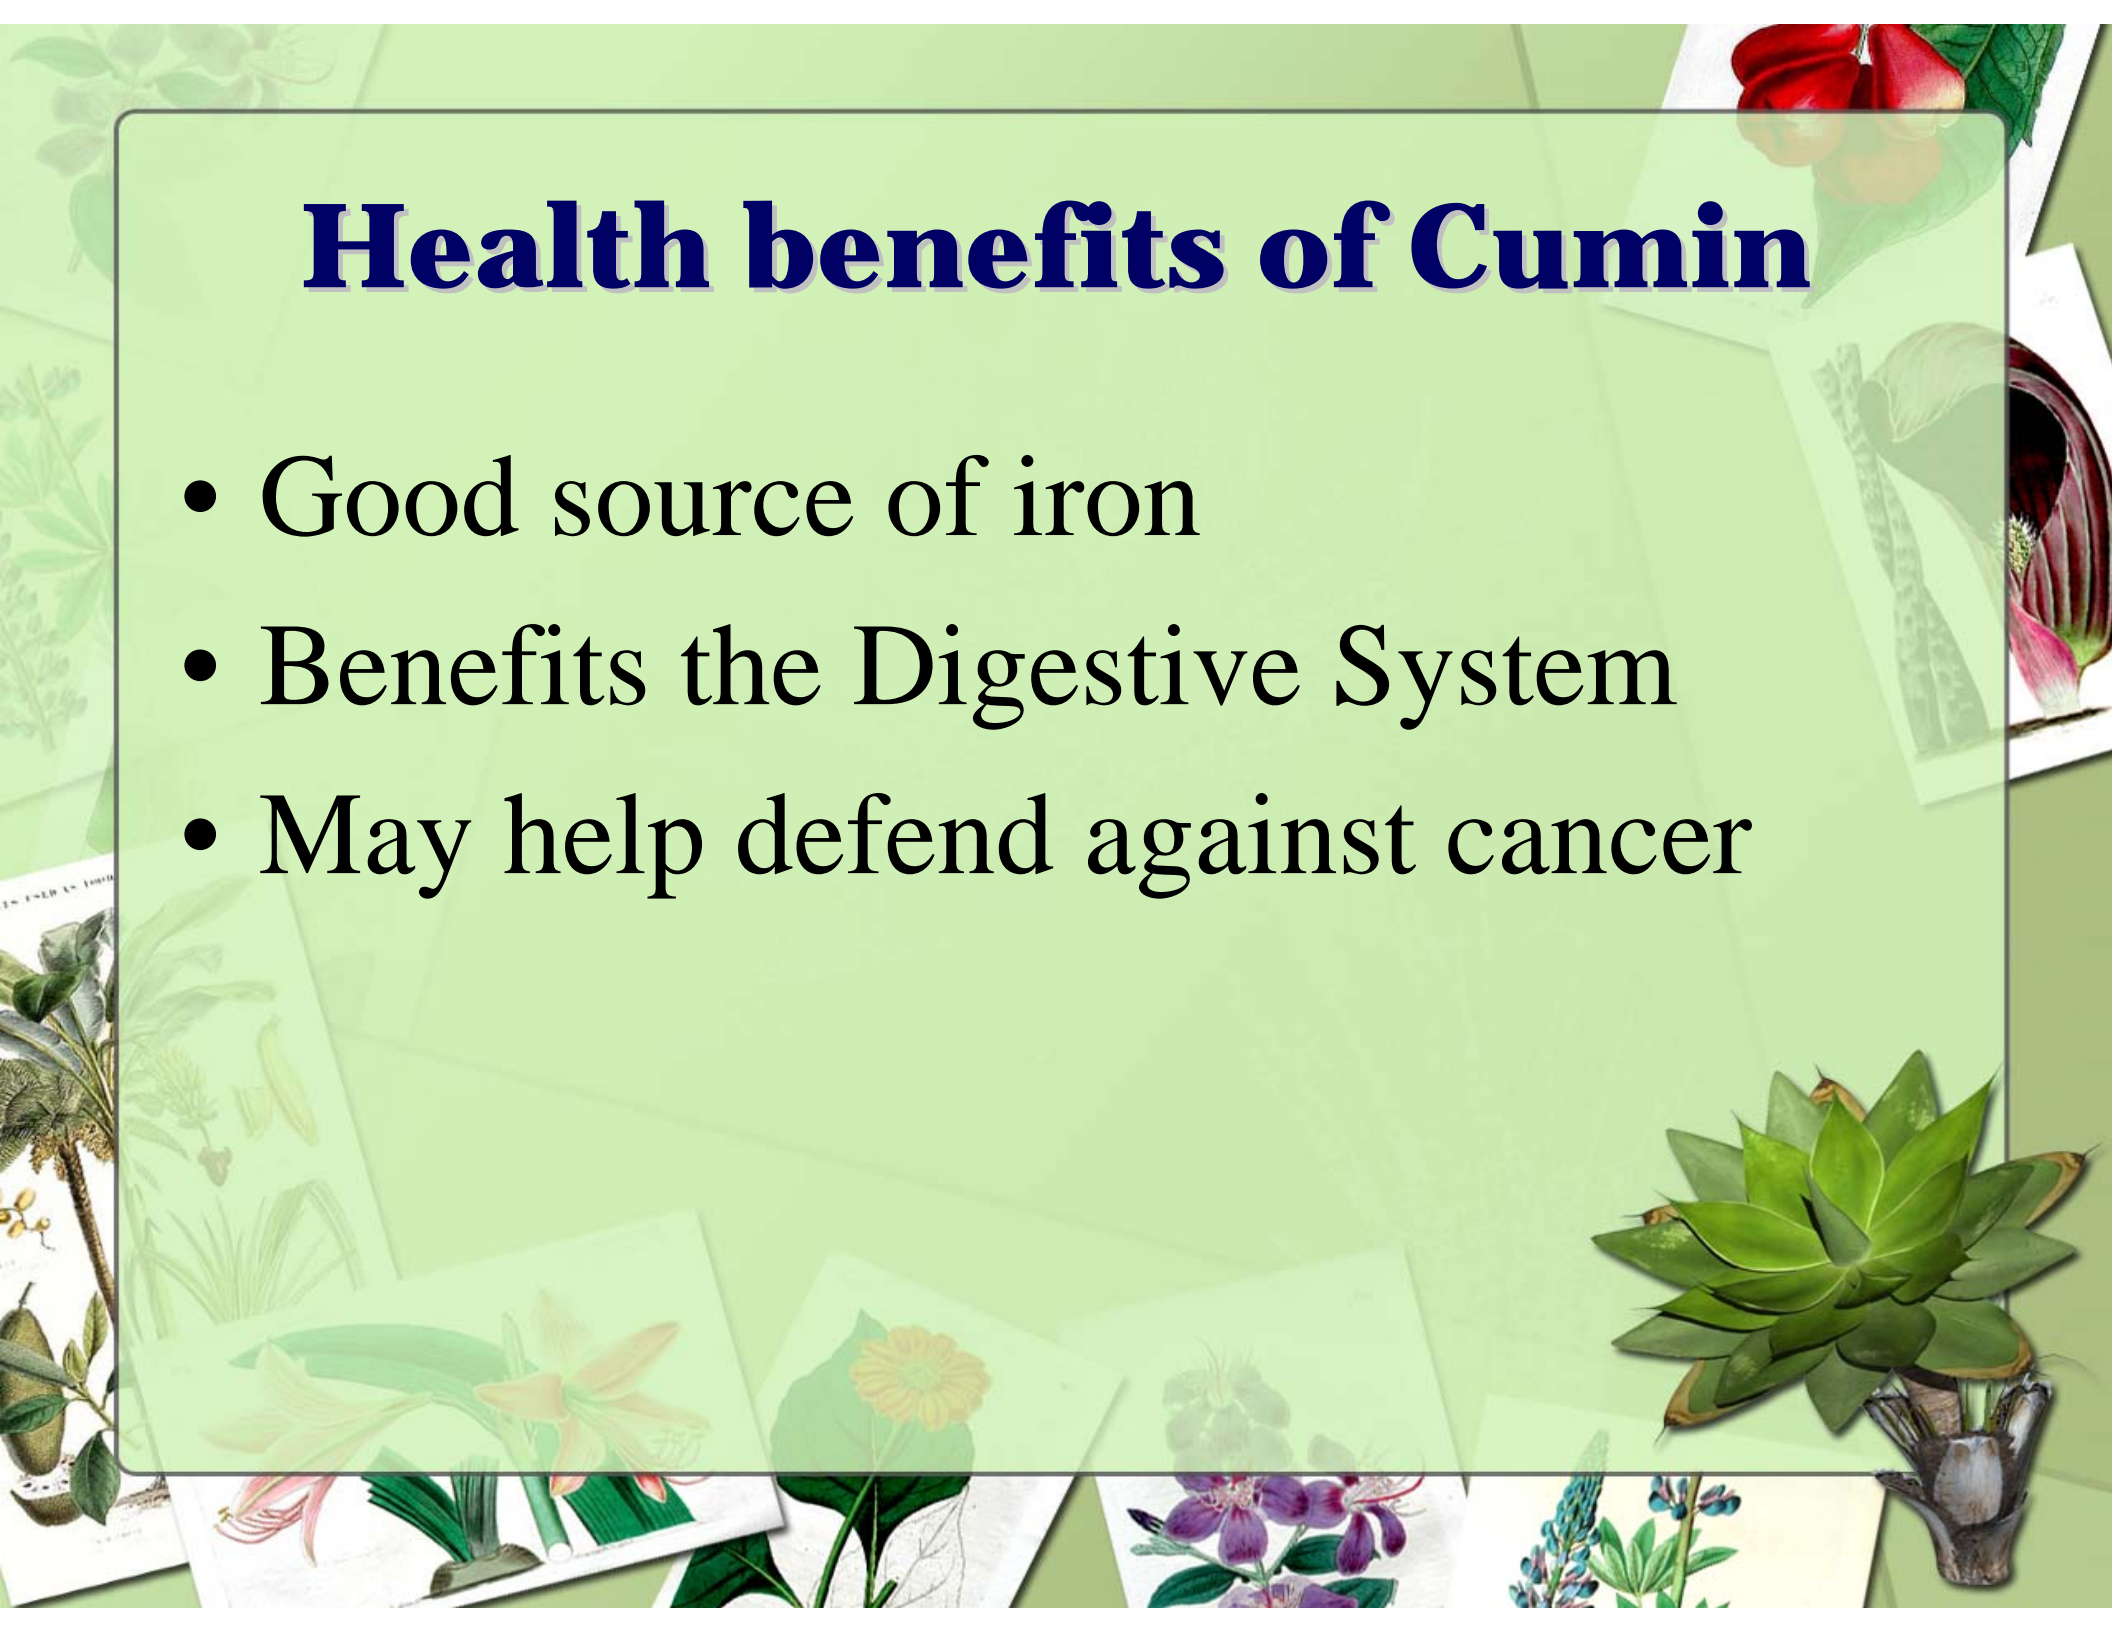 Health benefits of Cumin
• Good source of iron
• Benefits the Digestive System
• May help defend against cancer